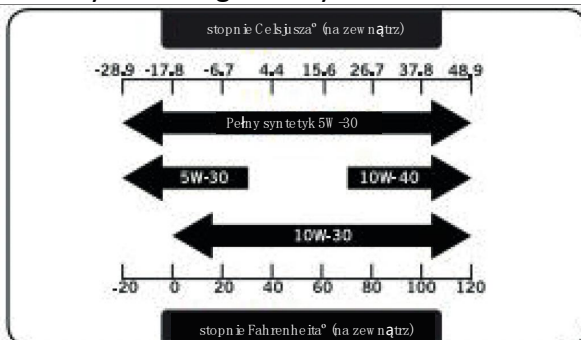 stopnie Celsjusza° (na zewnątrz)
-28.9 -17.8 -6.7 4.4 15.6 26.7 37.8 48.9
Pełny syntetyk 5W-30
5W-30 10W-40
10W-30
-20 0 20 40 60 80 100 120
stopnie Fahrenheita° (na zewnątrz)